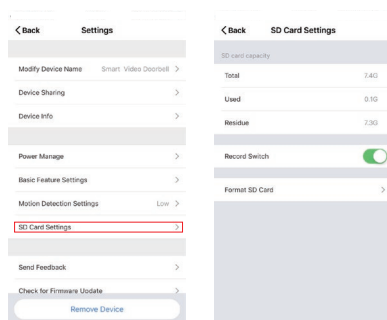 Back Settings
Modify Device Name Smart Video Doorbell
Device Sharing
Device Info
Power Manage
Basic Feature Settings
Motion Detection Settings Low
SD Card Settings
Send Feedback
Check for Firmware Update
Remove Device
Back SD Card Settings
SD card capacity
Total 7.4G
Used 0.1G
Residue 7.3G
Record Switch
Format SD Card